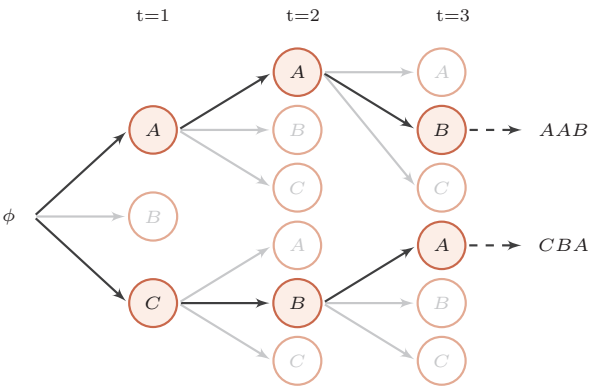 t=1 t=2 t=3
A A
A B C
B AAB
A B
C
ϕ B
A A CBA
C B B
C C